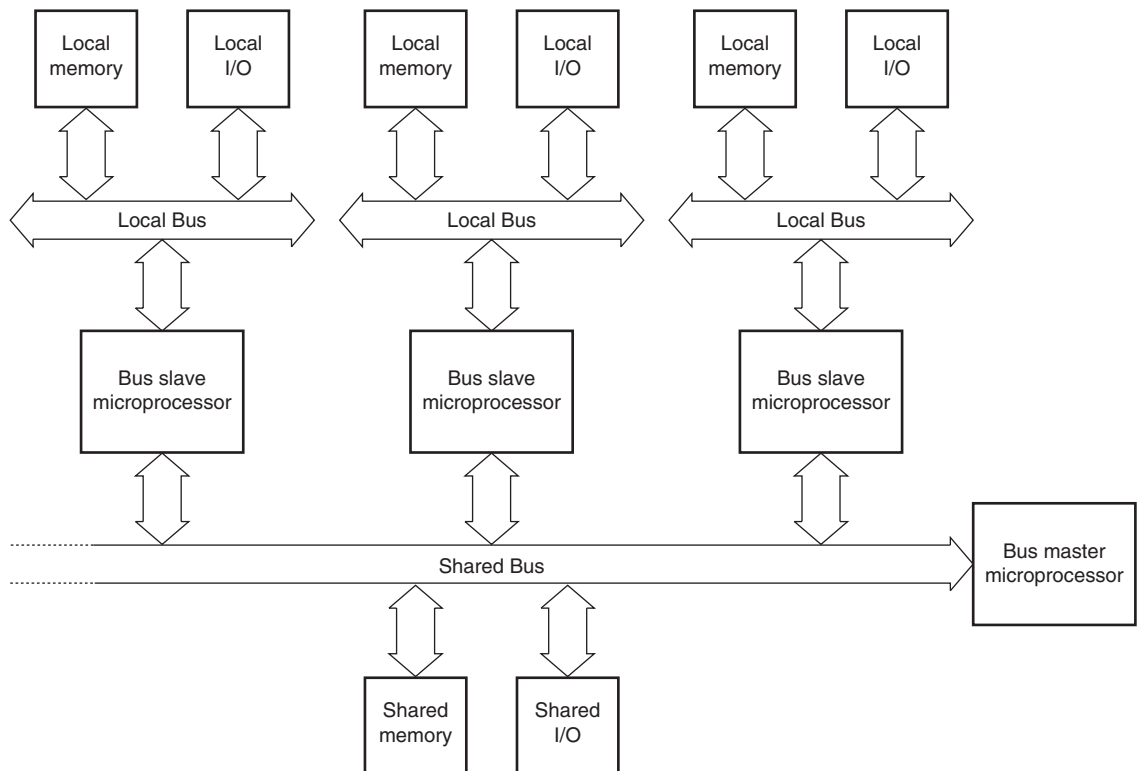 Local
memory
Local
I/O
Local
memory
Local
I/O
Local
memory
Local
I/O
Local Bus
Local Bus
Local Bus
Bus slave
microprocessor
Bus slave
microprocessor
Bus slave
microprocessor
Shared Bus
Bus master
microprocessor
Shared
memory
Shared
I/O